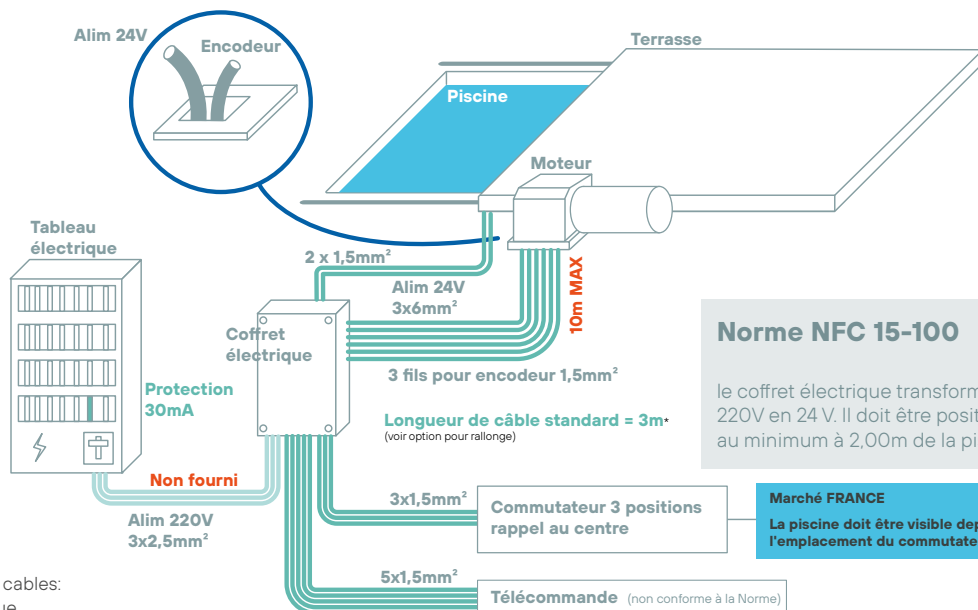 Alim 24V
Encodeur
Terrasse
Piscine
Moteur
Tableau
électrique
2 x 1,5mm²
Alim 24V
3x6mm²
10m MAX
Coffret
électrique
3 fils pour encodeur 1,5mm²
Protection
30mA
Longueur de câble standard = 3m*
(voir option pour rallonge)
Norme NFC 15-100
le coffret électrique transform
220V en 24 V. Il doit être posit
au minimum à 2,00m de la pi
Non fourni
Alim 220V
3x2,5mm²
3x1,5mm²
Commutateur 3 positions
rappel au centre
Marché FRANCE
La piscine doit être visible dep
l'emplacement du commutate
5x1,5mm²
Télécommande (non conforme à la Norme)
cables:
ue